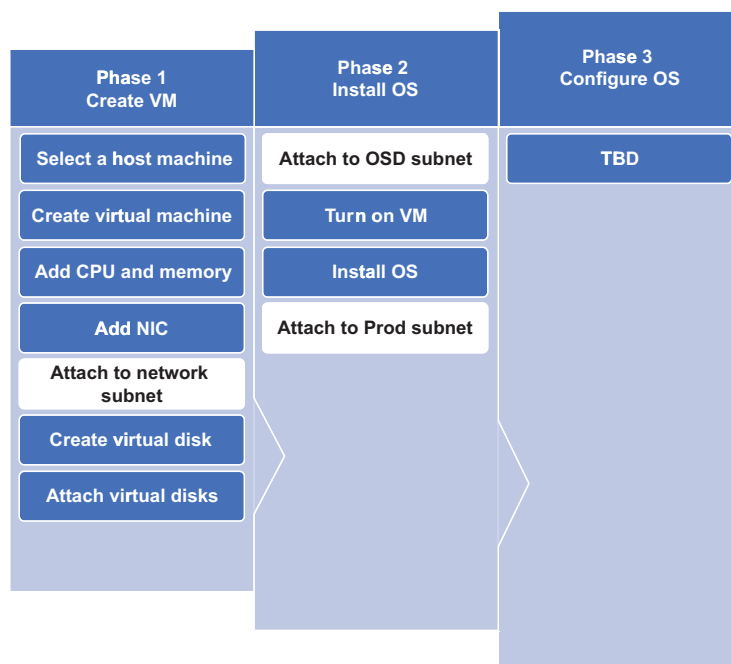 Phase 1
Create VM
Select a host machine
Create virtual machine
Add CPU and memory
Add NIC
Attach to network
subnet
Create virtual disk
Attach virtual disks
Phase 2
Install OS
Attach to OSD subnet
Turn on VM
Install OS
Attach to Prod subnet
Phase 3
Configure OS
TBD